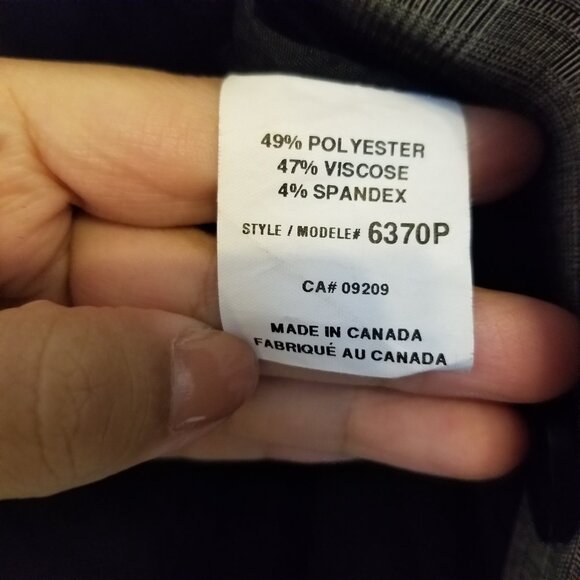 49% POLYESTER
47% VISCOSE
4% SPANDEX
STYLE / MODELE# 6370P
CA# 09209
MADE IN CANADA
FABRIQUÉ AU CANADA